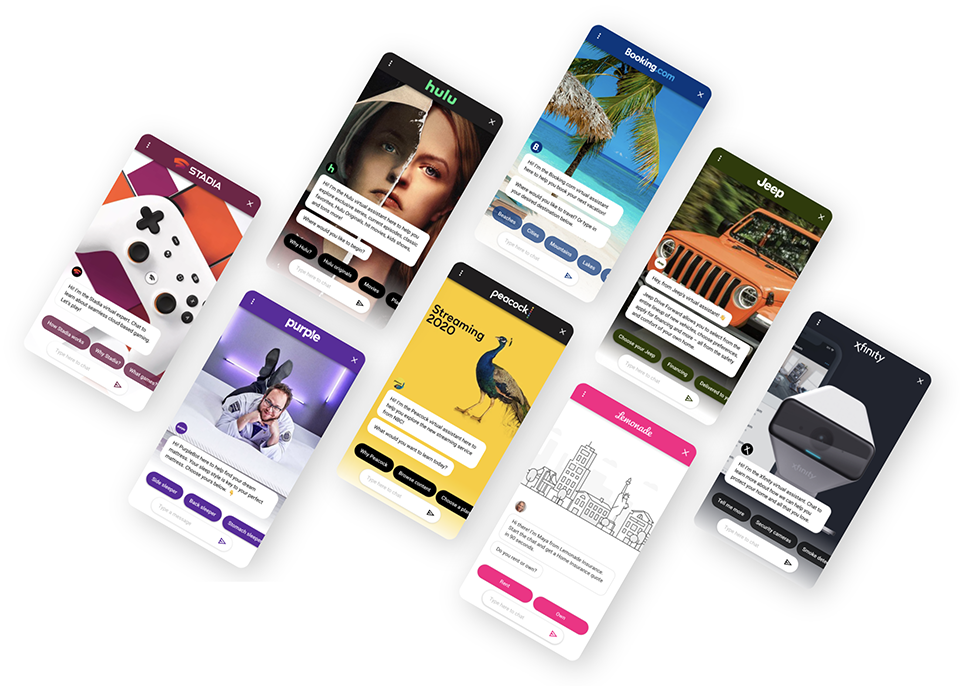 STADIA
Hi! I'm the Stadia virtual expert. Chat to
learn about seamless cloud-based gaming.
Let's play!
How Stadia works
Why Stadia?
What games?
Type here to chat
hulu
h
Hi! I'm the Hulu virtual assistant here to help you
explore exclusive series, current episodes, classic
favorites, Hulu Originals, hit movies, kids shows,
and tons more!
Where would you like to begin?
Why Hulu?
Hulu originals
Movies
Type here to chat
Booking.com
B
Hi! I'm the Booking.com virtual assistant
here to help you book your next vacation!
Where would you like to travel? Or type in
your desired destination below.
Beaches
Cities
Mountains
Lakes
Type here to chat
Jeep
Jeep
Hey, from Jeep's virtual assistant! 👋
Jeep Drive Forward allows you to select from the
entire lineup of new vehicles, choose preferences,
apply for financing and more – all from the safety
and comfort of your own home.
Choose your Jeep
Financing
Delivered to yo
Type here to chat
purple
Hi! PurpleBot here to help find your dream
mattress. Your sleep style is key to your perfect
mattress. Choose yours below. 👇
Side sleeper
Back sleeper
Stomach sleeper
Type a message
peacock
Streaming
2020
Hi! I'm the Peacock virtual assistant here to
help you explore the new streaming service
from NBC!
What would you want to learn today?
Why Peacock
Browse content
Choose a pla
Type here to chat
Lemonade
Hi there! I'm Maya from Lemonade Insurance
Start the chat and get a Home Insurance quote
in 90 seconds.
Do you rent or own?
Rent
Own
Type here to chat
xfinity
xfinity
Hi! I'm the xfinity virtual assistant. Chat to
learn more about how we can help you
protect your home and all that you love.
Tell me more
Security cameras
Smoke dete
Type here to chat